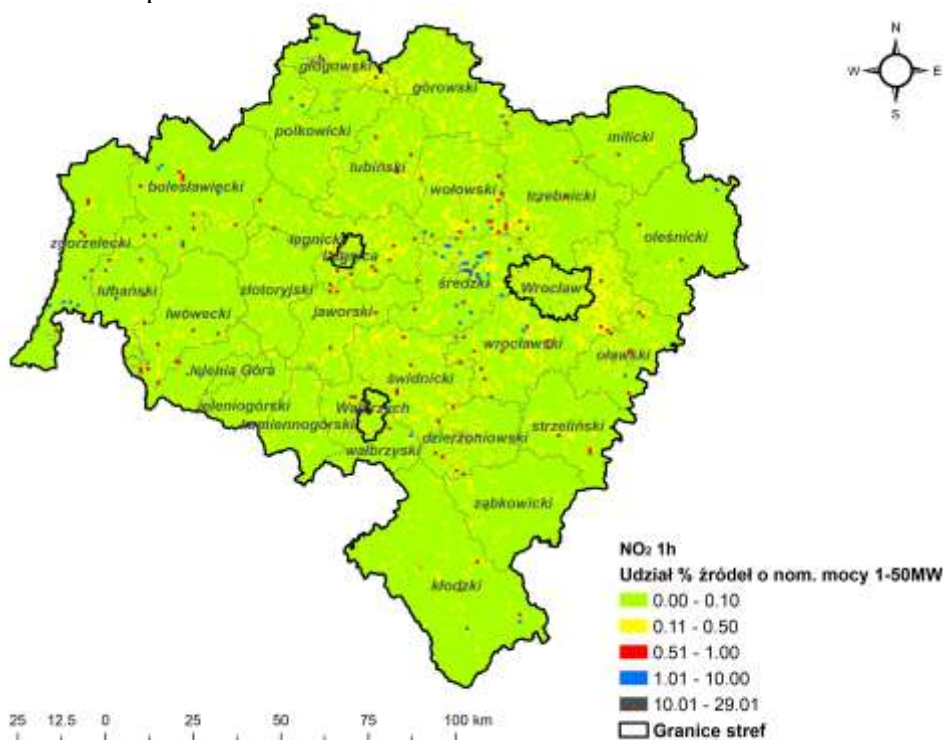 N
W E
S
głogowski
górowski
polkowicki
milicki
lubiński
bolesławiecki
wołowski
trzebnicki
oleśnicki
zgorzelecki
legnicki
Legnica
średzki
Wrocław
lubański
złotoryjski
lwówecki
jaworski
wrocławski
oławski
Jelenia Góra
świdnicki
jeleniogórski
Wałbrzych
kamiennogórski
strzeliński
dzierżoniowski
wałbrzyski
ząbkowicki
kłodzki
NO₂ 1h
Udział % źródeł o nom. mocy 1-50MW
0.00 - 0.10
0.11 - 0.50
0.51 - 1.00
1.01 - 10.00
10.01 - 29.01
Granice stref
25 12.5 0 25 50 75 100 km